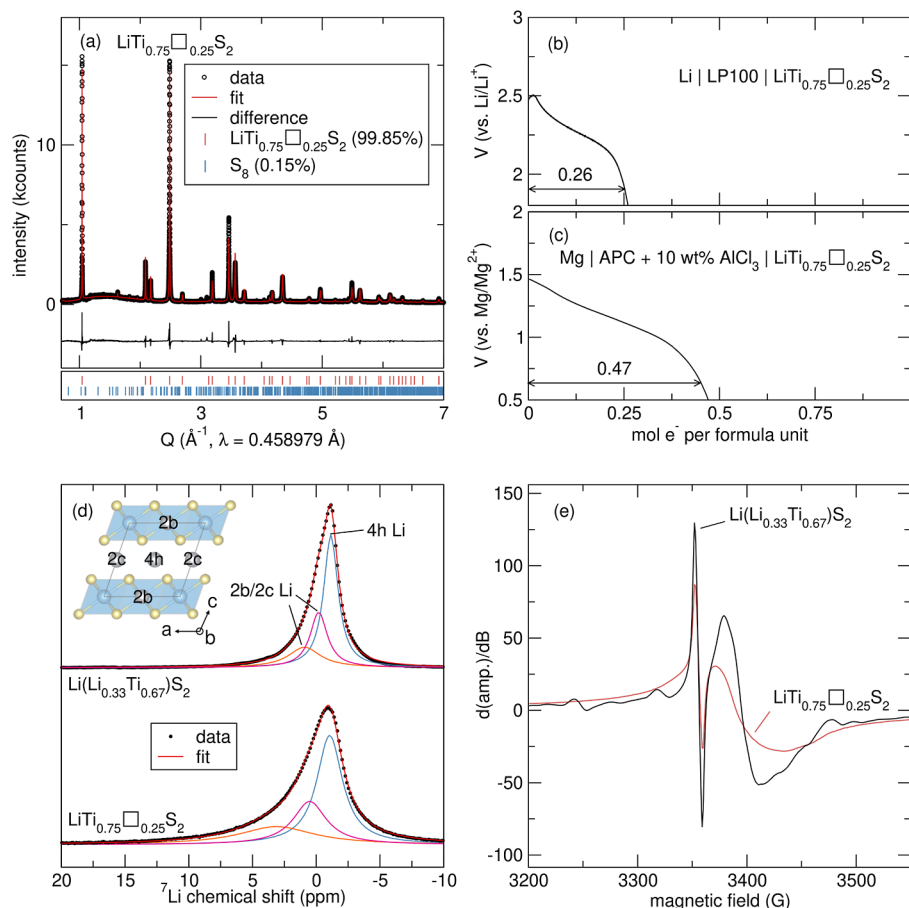 (a)
LiTi0.75□0.25S2
data
fit
difference
LiTi0.75□0.25S2 (99.85%)
S8 (0.15%)
intensity (kcounts)
10
0
1
3
5
7
Q (Å-1, λ = 0.458979 Å)
(b)
Li | LP100 | LiTi0.75□0.25S2
V (vs. Li/Li+)
3
2.5
2
0.26
(c)
Mg | APC + 10 wt% AlCl3 | LiTi0.75□0.25S2
V (vs. Mg/Mg2+)
2
1.5
1
0.5
0.47
0
0.25
0.5
0.75
mol e- per formula unit
(d)
2b
2c
4h
2c
2b
a
b
c
4h Li
2b/2c Li
Li(Li0.33Ti0.67)S2
data
fit
LiTi0.75□0.25S2
20
15
10
5
0
-5
-10
7Li chemical shift (ppm)
(e)
Li(Li0.33Ti0.67)S2
LiTi0.75□0.25S2
d(amp.)/dB
150
100
50
0
-50
-100
3200
3300
3400
3500
magnetic field (G)